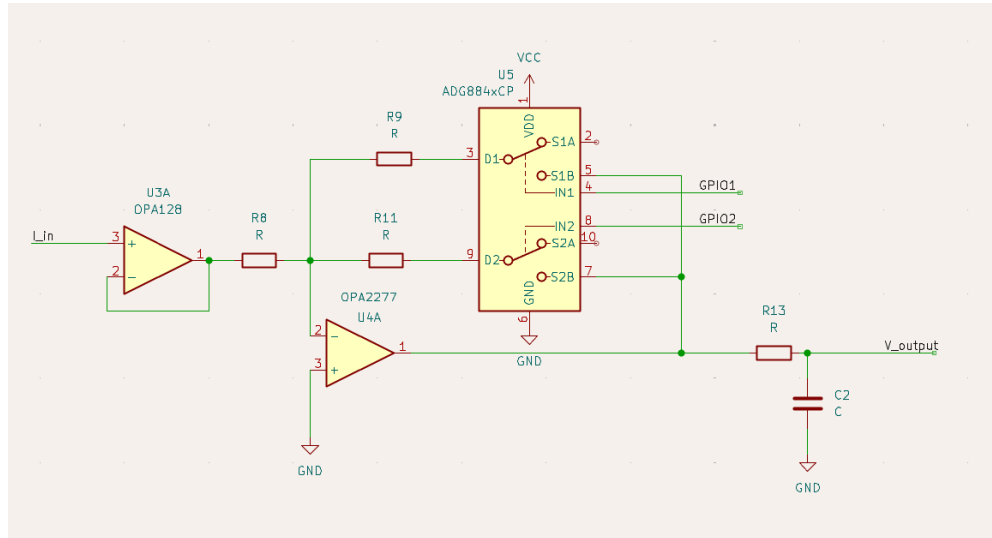 VCC
U5
ADG884xCP
1
VDD
R9
R
3
D1
S1A
2
S1B
5
IN1
4
GPIO1
IN2
8
GPIO2
S2A
10
R11
R
9
D2
S2B
7
GND
6
GND
U3A
OPA128
I_in
3
+
2
-
1
R8
R
OPA2277
U4A
2
-
3
+
1
GND
R13
R
V_output
C2
C
GND